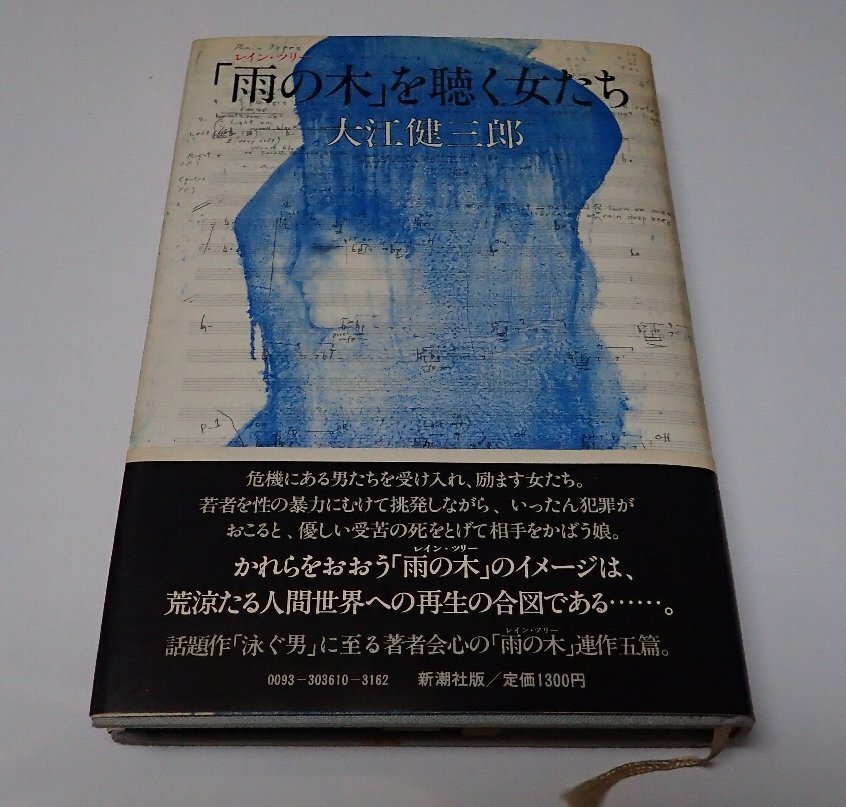 Rain Tree
レイン・ツリー
「雨の木」を聴く女たち
大江健三郎
P-1
危機にある男たちを受け入れ、励ます女たち。
若者を性の暴力にむけて挑発しながら、いったん犯罪が
おこると、優しい受苦の死をとげて相手をかばう娘。
レイン・ツリー
かれらをおおう「雨の木」のイメージは、
荒涼たる人間世界への再生の合図である……。
レイン・ツリー
話題作「泳ぐ男」に至る著者会心の「雨の木」連作五篇。
0093-303610-3162 新潮社版/定価1300円